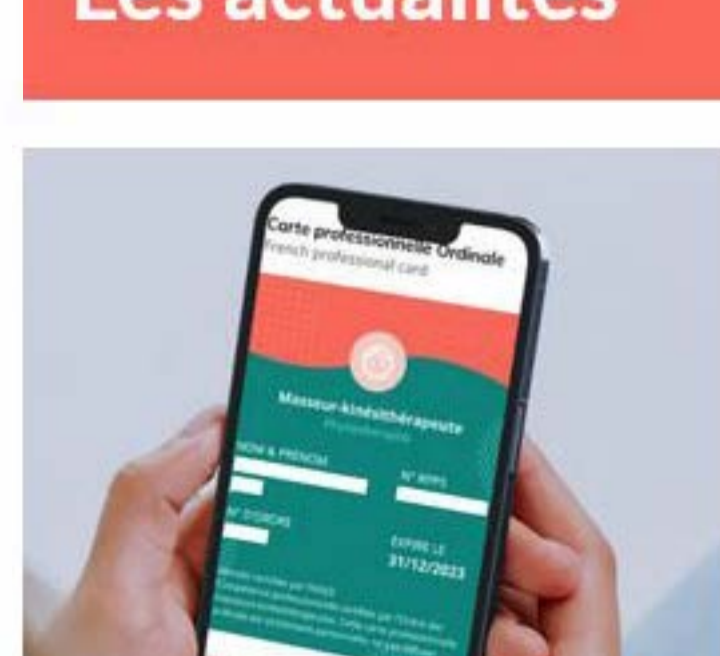 Les actualités
Carte professionnelle Ordinale
French professional card
Masseur-kinésithérapeute
Physiotherapist
NOM & PRÉNOM
N° RPPS
N° D'ORDRE
EXPIRE LE
31/12/2023